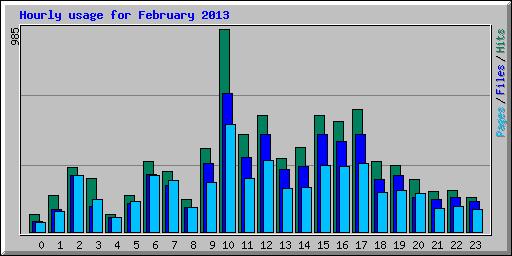 Hourly usage for February 2013
985
Pages/Files/Hits
0 1 2 3 4 5 6 7 8 9 10 11 12 13 14 15 16 17 18 19 20 21 22 23